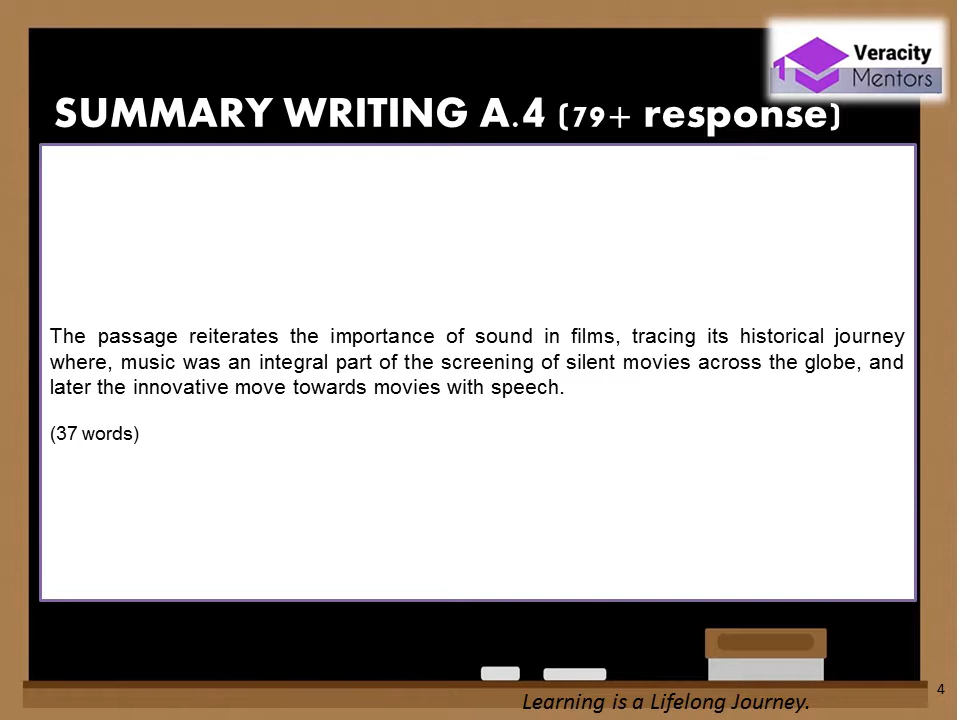 Veracity
Mentors
SUMMARY WRITING A.4 (79+ response)
The passage reiterates the importance of sound in films, tracing its historical journey
where, music was an integral part of the screening of silent movies across the globe, and
later the innovative move towards movies with speech.
(37 words)
4
Learning is a Lifelong Journey.